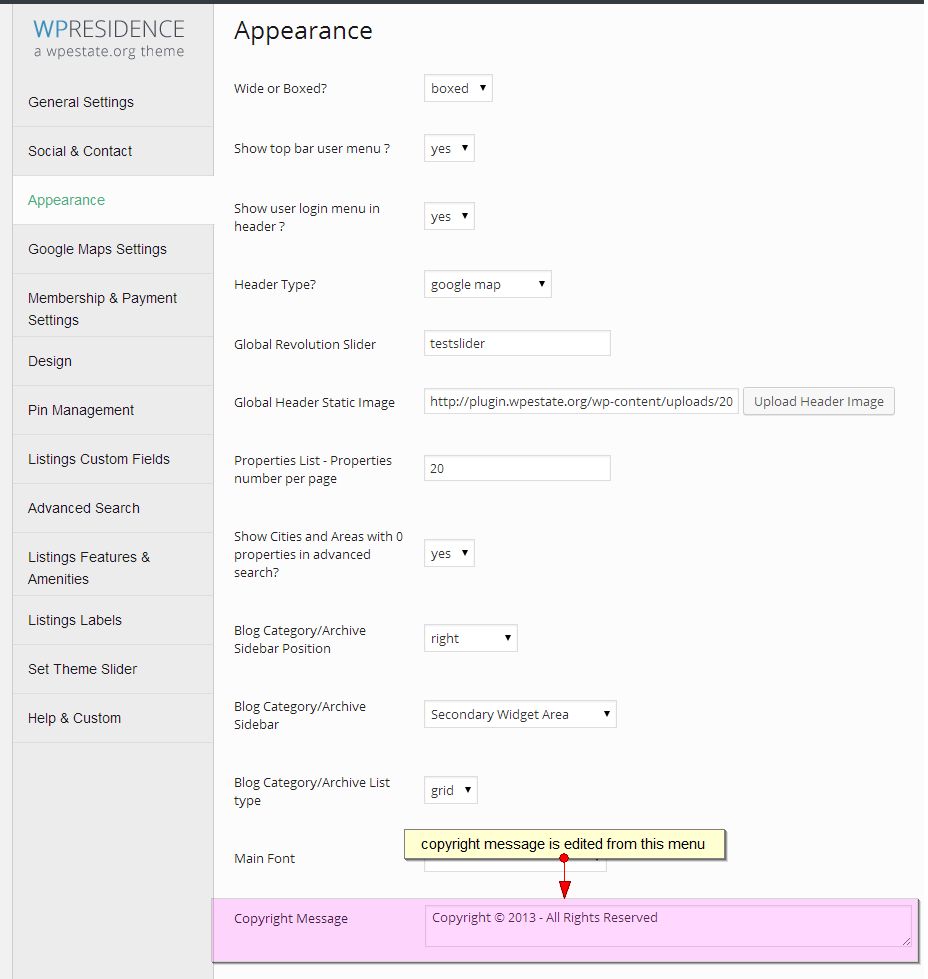 WPRESIDENCE
a wpestate.org theme
General Settings
Social & Contact
Appearance
Google Maps Settings
Membership & Payment
Settings
Design
Pin Management
Listings Custom Fields
Advanced Search
Listings Features &
Amenities
Listings Labels
Set Theme Slider
Help & Custom
Appearance
Wide or Boxed?
boxed
Show top bar user menu ?
yes
Show user login menu in
header ?
yes
Header Type?
google map
Global Revolution Slider
testslider
Global Header Static Image
http://plugin.wpestate.org/wp-content/uploads/20
Upload Header Image
Properties List - Properties
number per page
20
Show Cities and Areas with 0
properties in advanced
search?
yes
Blog Category/Archive
Sidebar Position
right
Blog Category/Archive
Sidebar
Secondary Widget Area
Blog Category/Archive List
type
grid
copyright message is edited from this menu
Main Font
Copyright Message
Copyright © 2013 - All Rights Reserved